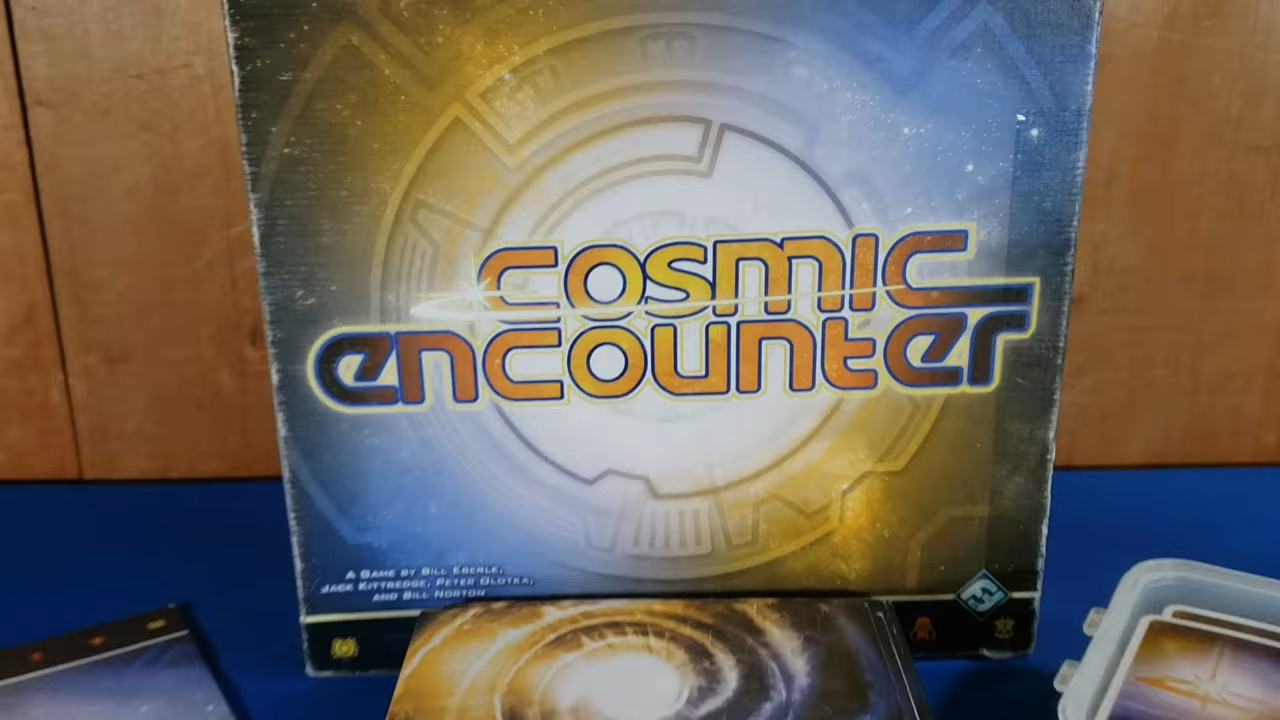 cosmic
encounter
A Game by Bill Eberle,
Jack Kittredge, Peter Olotka,
and Bill Norton